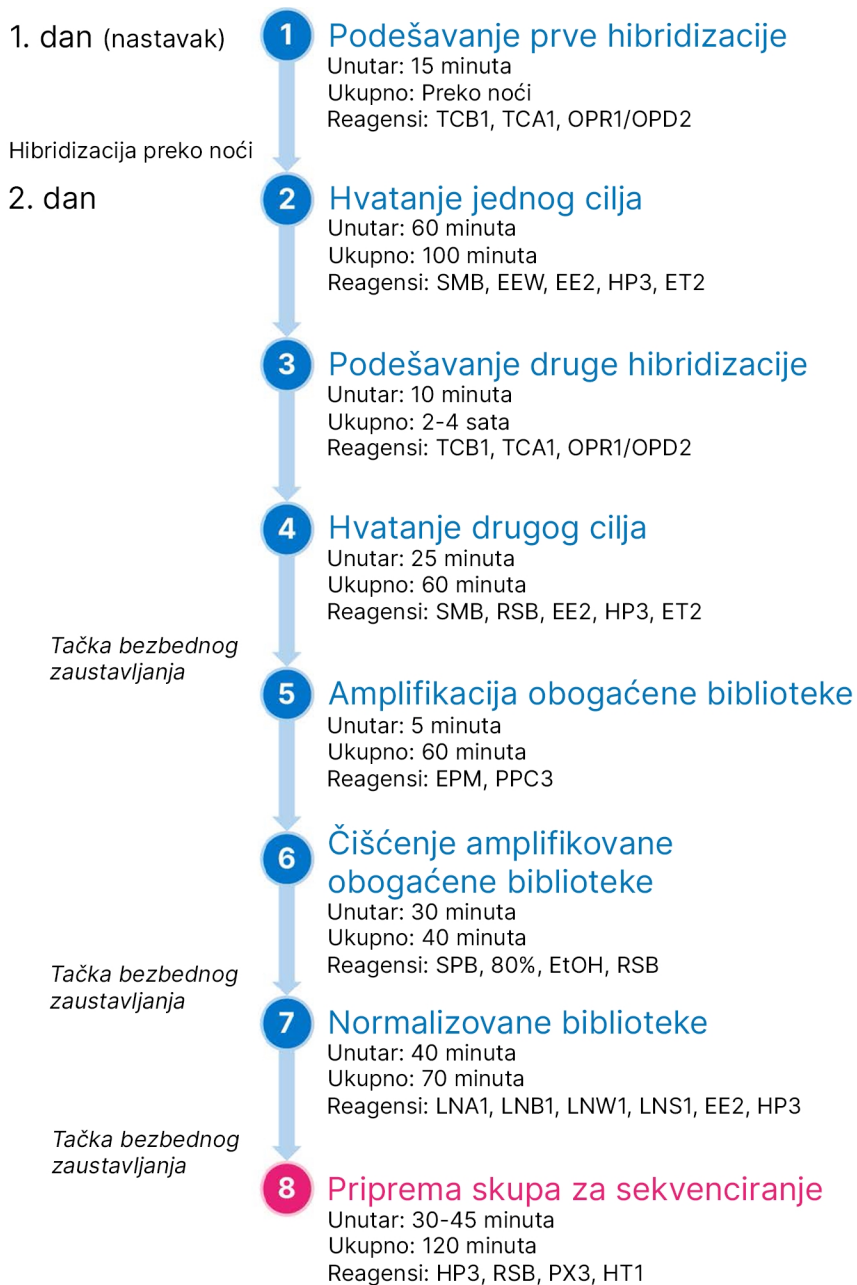 1. dan (nastavak)
1
Podešavanje prve hibridizacije
Unutar: 15 minuta
Ukupno: Preko noći
Reagensi: TCB1, TCA1, OPR1/OPD2
Hibridizacija preko noći
2. dan
2
Hvatanje jednog cilja
Unutar: 60 minuta
Ukupno: 100 minuta
Reagensi: SMB, EEW, EE2, HP3, ET2
3
Podešavanje druge hibridizacije
Unutar: 10 minuta
Ukupno: 2-4 sata
Reagensi: TCB1, TCA1, OPR1/OPD2
4
Hvatanje drugog cilja
Unutar: 25 minuta
Ukupno: 60 minuta
Reagensi: SMB, RSB, EE2, HP3, ET2
Tačka bezbednog
zaustavljanja
5
Amplifikacija obogaćene biblioteke
Unutar: 5 minuta
Ukupno: 60 minuta
Reagensi: EPM, PPC3
6
Čišćenje amplifikovane
obogaćene biblioteke
Unutar: 30 minuta
Ukupno: 40 minuta
Reagensi: SPB, 80%, EtOH, RSB
Tačka bezbednog
zaustavljanja
7
Normalizovane biblioteke
Unutar: 40 minuta
Ukupno: 70 minuta
Reagensi: LNA1, LNB1, LNW1, LNS1, EE2, HP3
Tačka bezbednog
zaustavljanja
8
Priprema skupa za sekvenciranje
Unutar: 30-45 minuta
Ukupno: 120 minuta
Reagensi: HP3, RSB, PX3, HT1